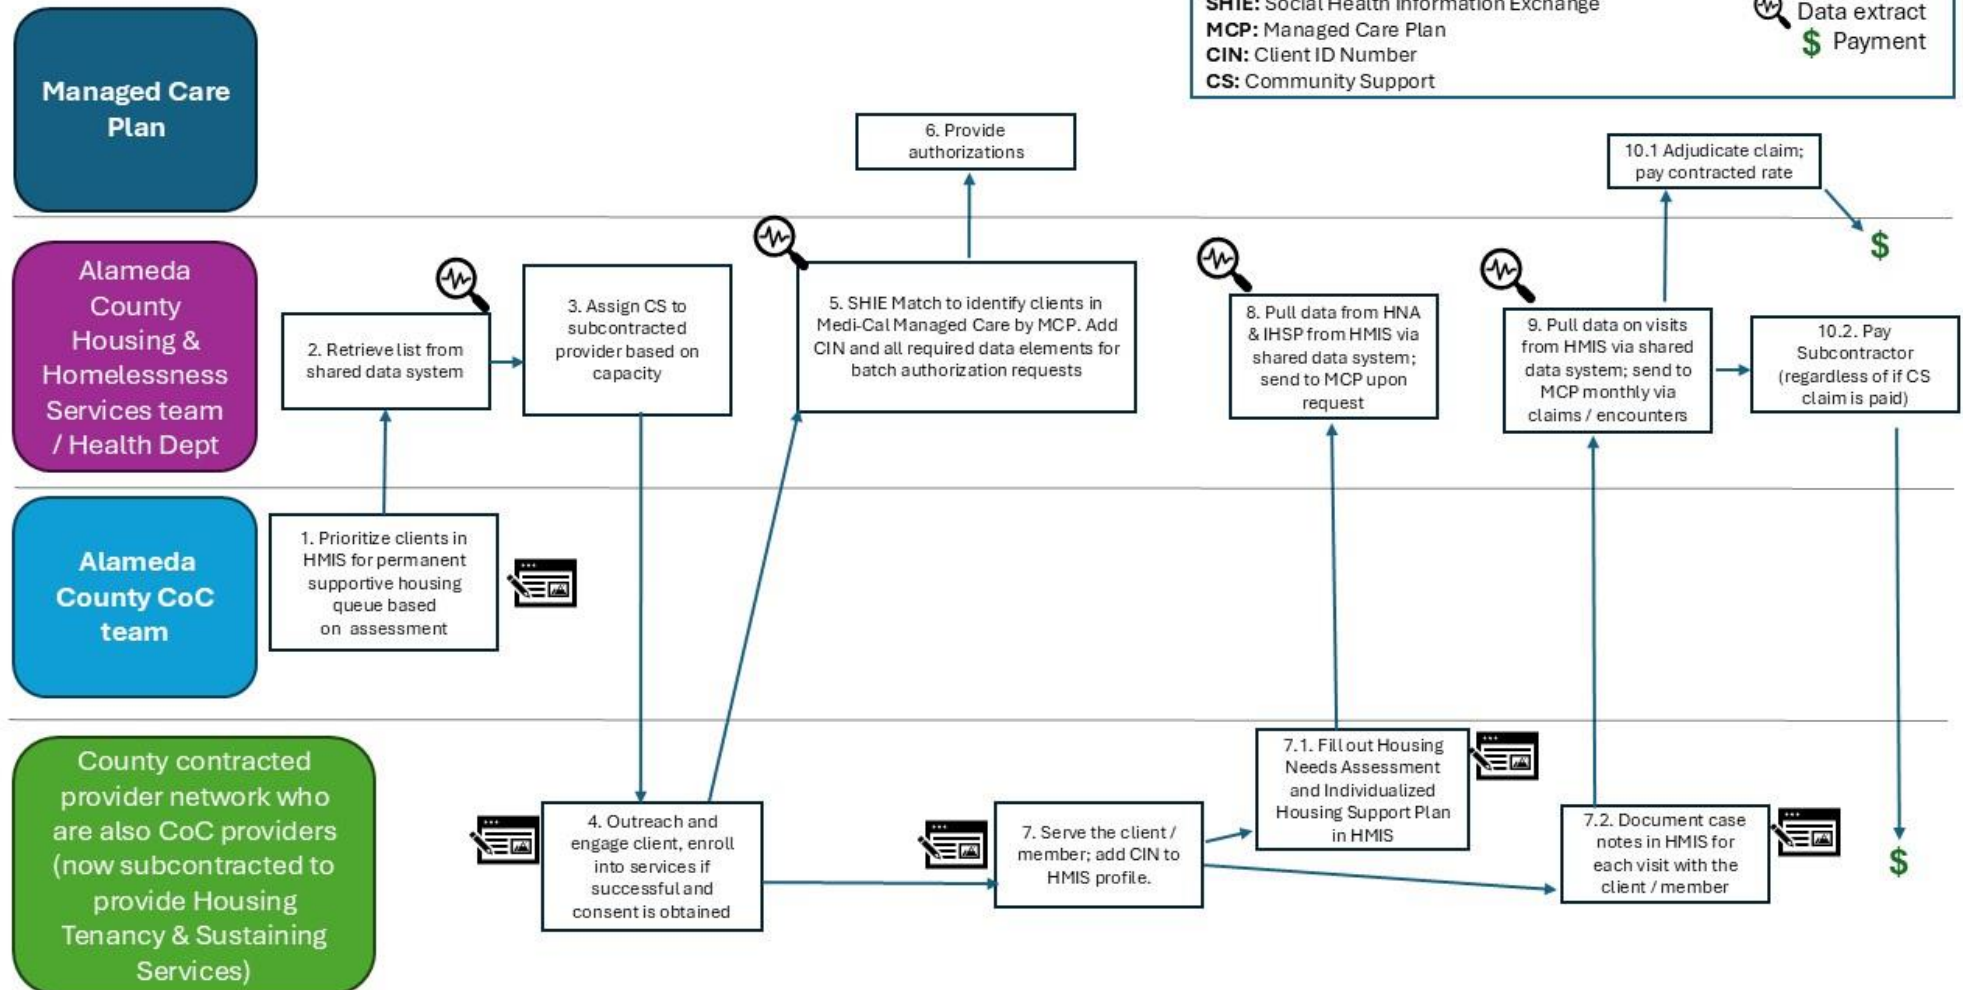 SHIE: Social Health Information Exchange
MCP: Managed Care Plan
CIN: Client ID Number
CS: Community Support
Data extract
$ Payment
Managed Care
Plan
6. Provide
authorizations
10.1 Adjudicate claim;
pay contracted rate
$
Alameda
County
Housing &
Homelessness
Services team
/ Health Dept
2. Retrieve list from
shared data system
3. Assign CS to
subcontracted
provider based on
capacity
5. SHIE Match to identify clients in
Medi-Cal Managed Care by MCP. Add
CIN and all required data elements for
batch authorization requests
8. Pull data from HNA
& IHSP from HMIS via
shared data system;
send to MCP upon
request
9. Pull data on visits
from HMIS via shared
data system; send to
MCP monthly via
claims / encounters
10.2. Pay
Subcontractor
(regardless of if CS
claim is paid)
Alameda
County CoC
team
1. Prioritize clients in
HMIS for permanent
supportive housing
queue based
on assessment
County contracted
provider network who
are also CoC providers
(now subcontracted to
provide Housing
Tenancy & Sustaining
Services)
4. Outreach and
engage client, enroll
into services if
successful and
consent is obtained
7. Serve the client /
member; add CIN to
HMIS profile.
7.1. Fill out Housing
Needs Assessment
and Individualized
Housing Support Plan
in HMIS
7.2. Document case
notes in HMIS for
each visit with the
client / member
$